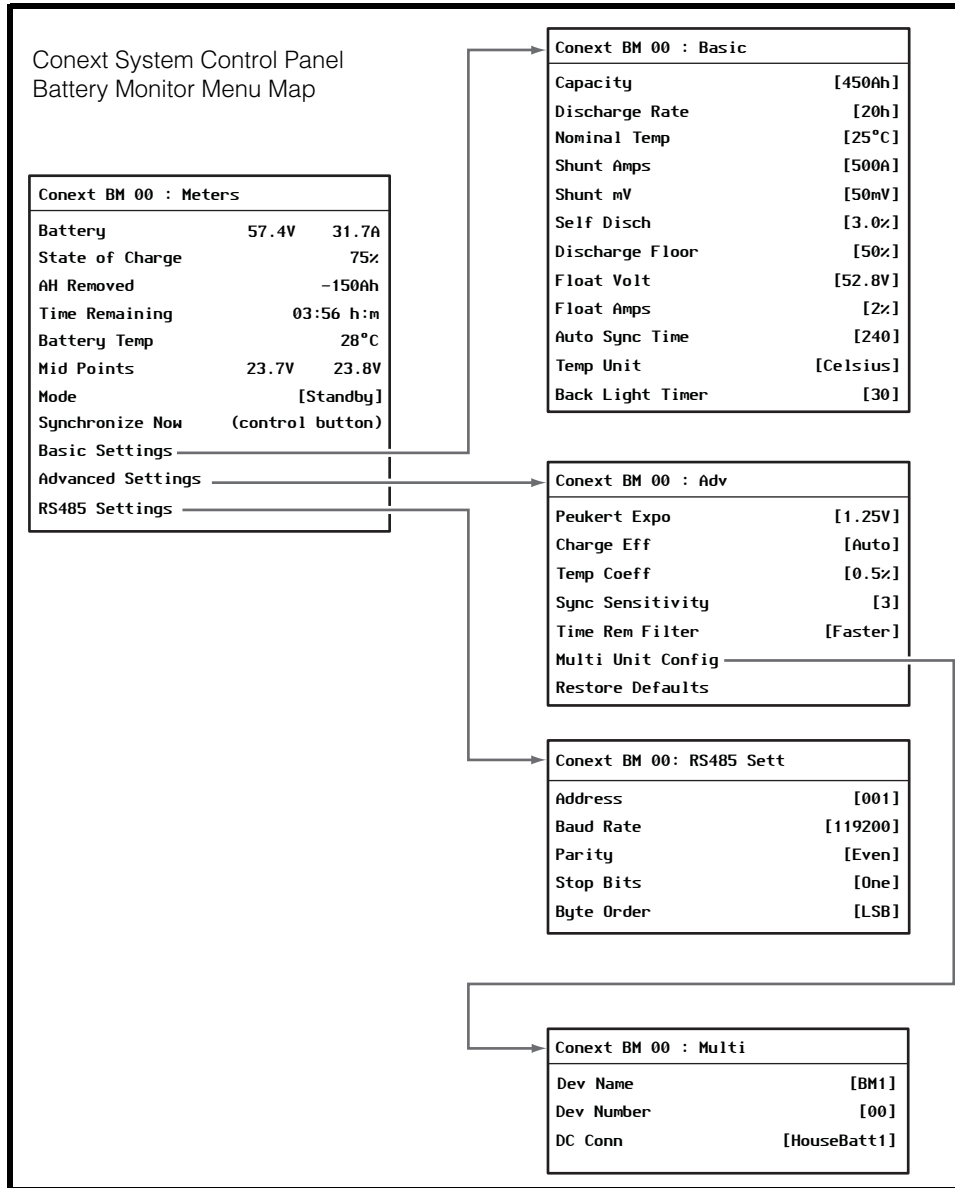 Conext System Control Panel
Battery Monitor Menu Map
Conext BM 00 : Meters
Battery 57.4V 31.7A
State of Charge 75%
AH Removed -150Ah
Time Remaining 03:56 h:m
Battery Temp 28°C
Mid Points 23.7V 23.8V
Mode [Standby]
Synchronize Now (control button)
Basic Settings
Advanced Settings
RS485 Settings
Conext BM 00 : Basic
Capacity [450Ah]
Discharge Rate [20h]
Nominal Temp [25°C]
Shunt Amps [500A]
Shunt mV [50mV]
Self Disch [3.0%]
Discharge Floor [50%]
Float Volt [52.8V]
Float Amps [2%]
Auto Sync Time [240]
Temp Unit [Celsius]
Back Light Timer [30]
Conext BM 00 : Adv
Peukert Expo [1.25V]
Charge Eff [Auto]
Temp Coeff [0.5%]
Sync Sensitivity [3]
Time Rem Filter [Faster]
Multi Unit Config
Restore Defaults
Conext BM 00: RS485 Sett
Address [001]
Baud Rate [119200]
Parity [Even]
Stop Bits [One]
Byte Order [LSB]
Conext BM 00 : Multi
Dev Name [BM1]
Dev Number [00]
DC Conn [HouseBatt1]